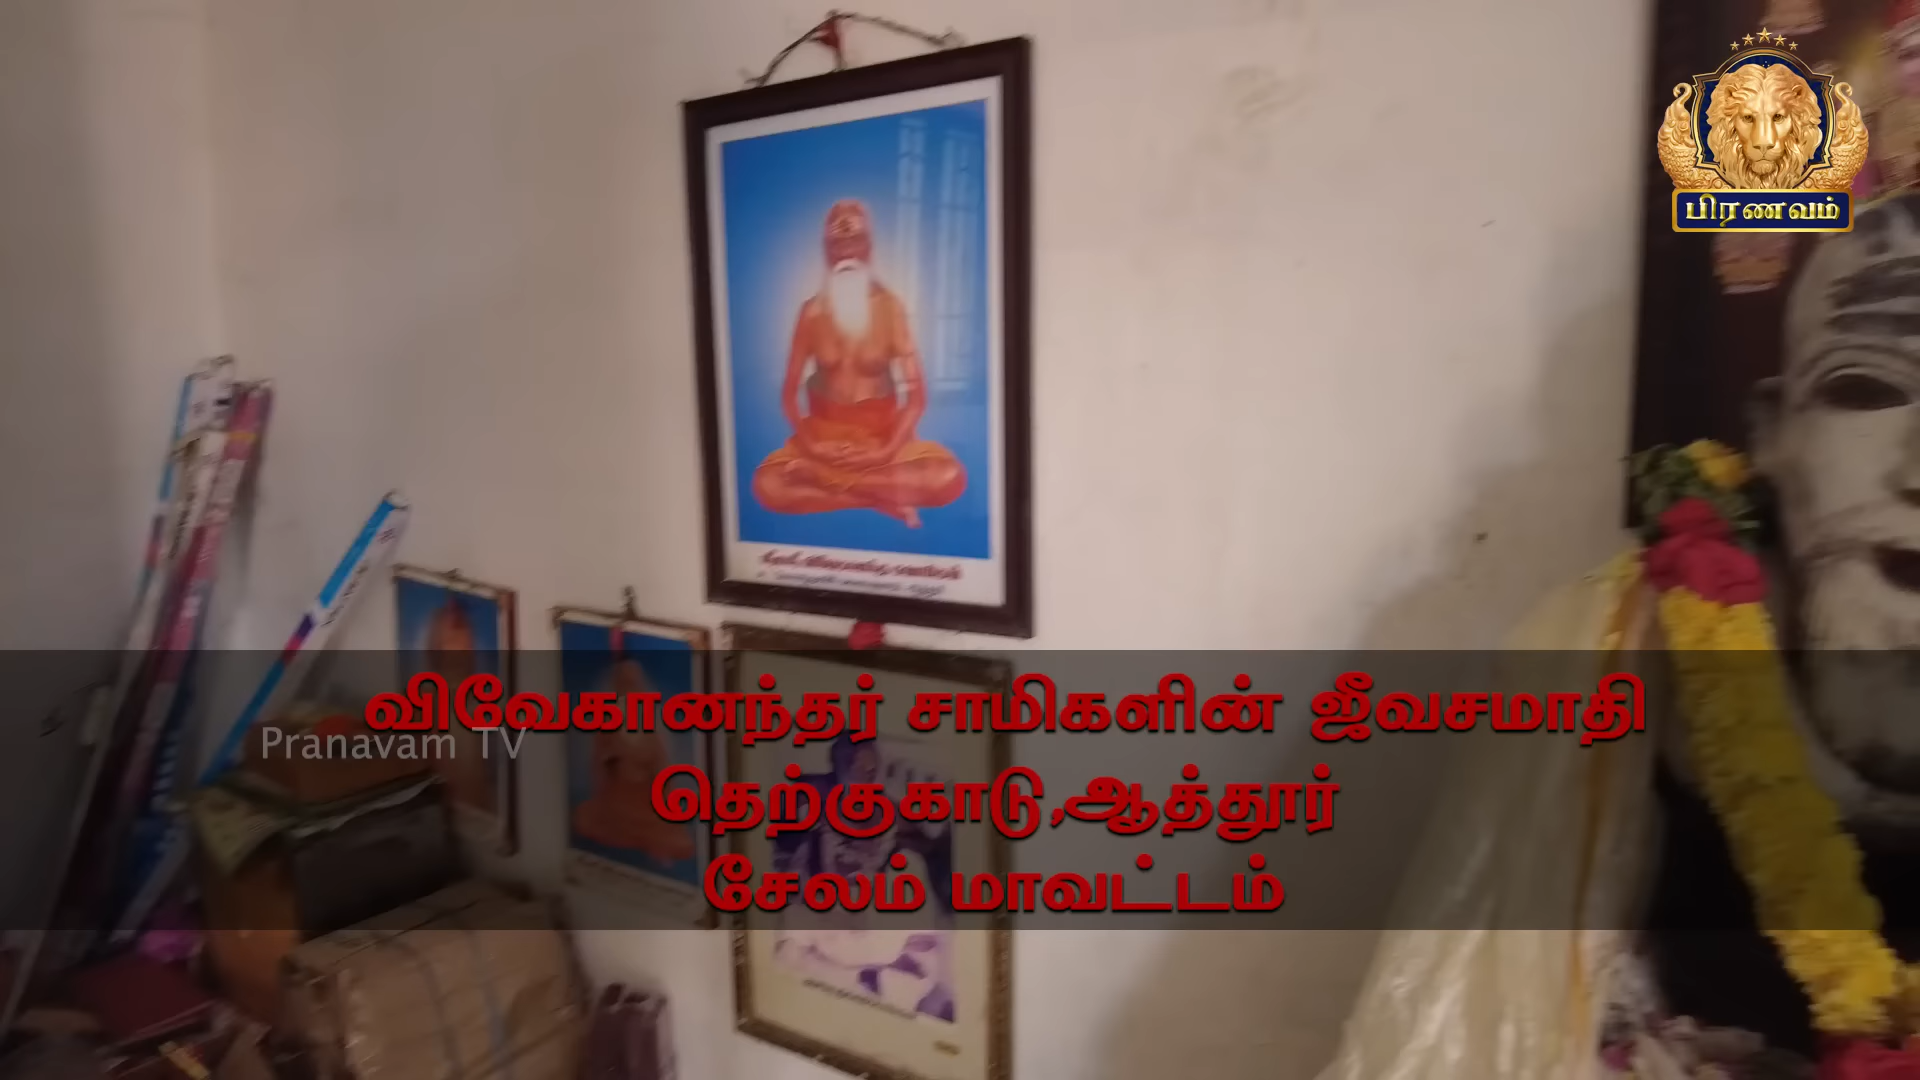 பிரணவம்
விவேகானந்தர் சாமிகளின் ஜீவசமாதி
Pranavam TV
தெற்குகாடு,ஆத்தூர்
சேலம் மாவட்டம்